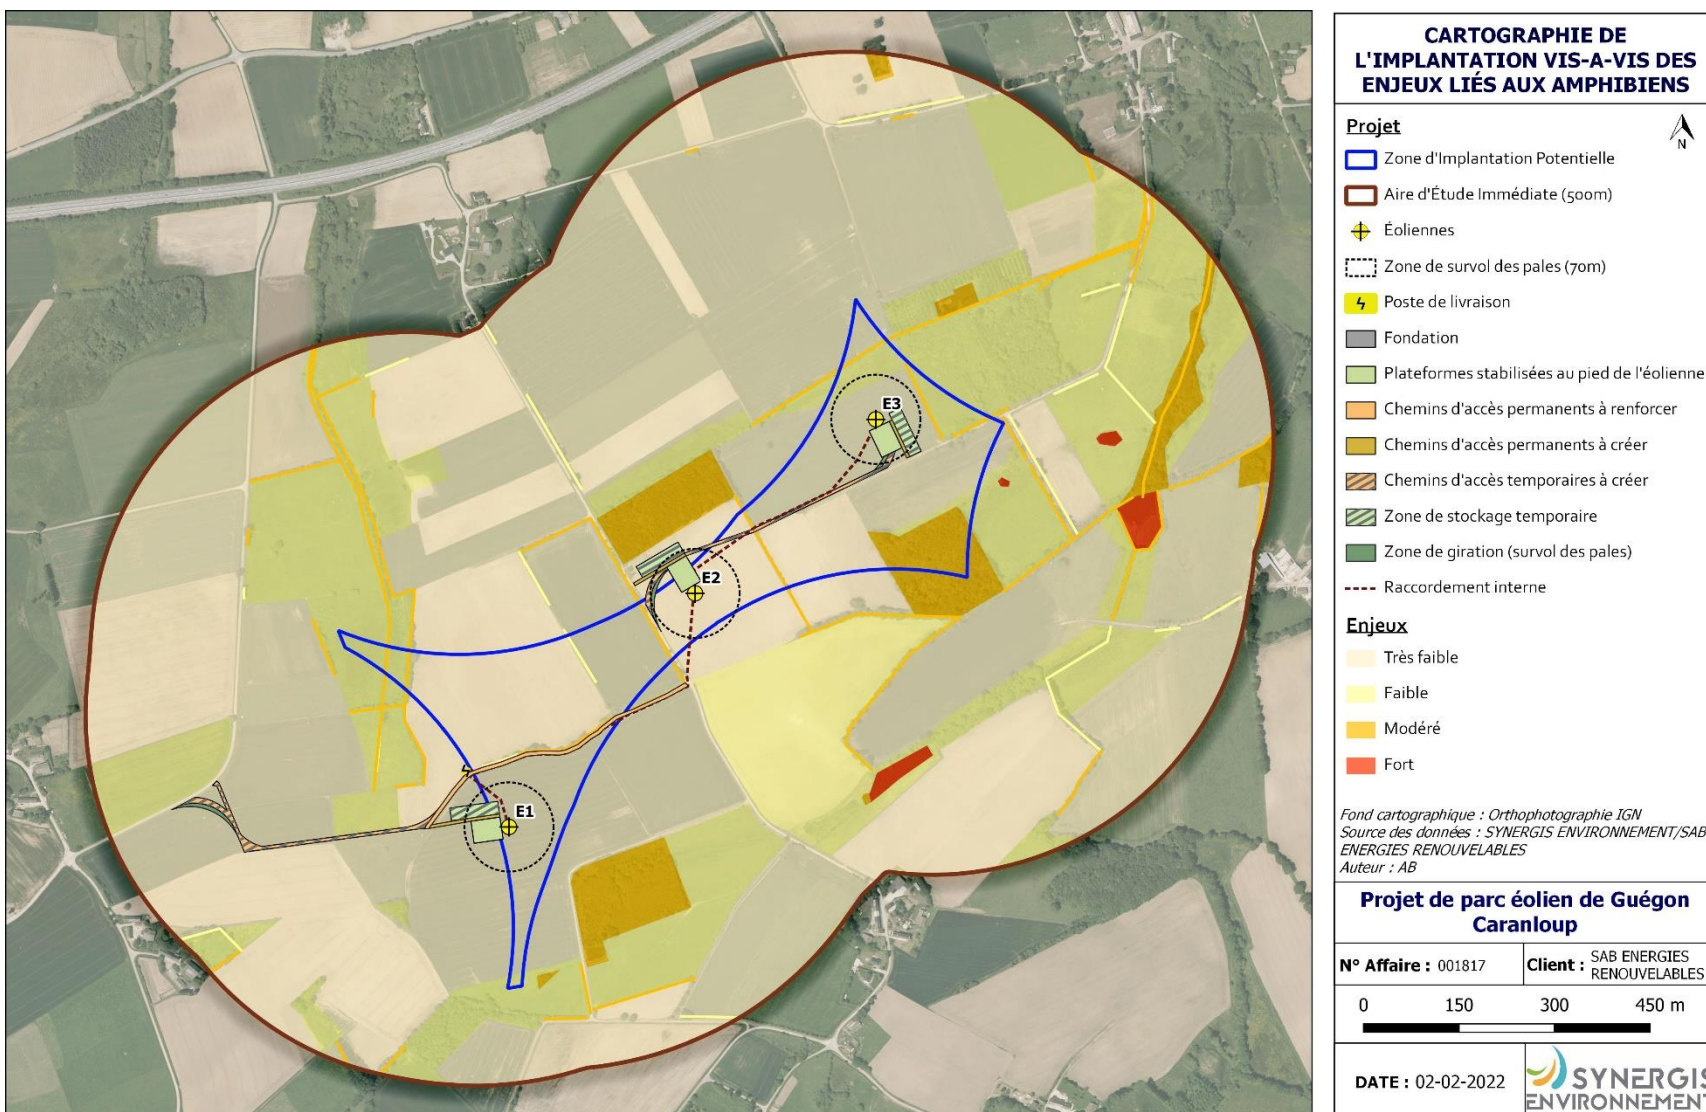 CARTOGRAPHIE DE
L'IMPLANTATION VIS-A-VIS DES
ENJEUX LIÉS AUX AMPHIBIENS
Projet
N
Zone d'Implantation Potentielle
Aire d'Étude Immédiate (500m)
Éoliennes
Zone de survol des pales (70m)
Poste de livraison
Fondation
Plateformes stabilisées au pied de l'éolienne
Chemins d'accès permanents à renforcer
Chemins d'accès permanents à créer
Chemins d'accès temporaires à créer
Zone de stockage temporaire
Zone de giration (survol des pales)
Raccordement interne
Enjeux
Très faible
Faible
Modéré
Fort
Fond cartographique : Orthophotographie IGN
Source des données : SYNERGIS ENVIRONNEMENT/SAB
ENERGIES RENOUVELABLES
Auteur : AB
Projet de parc éolien de Guégon
Caranloup
N° Affaire : 001817
Client : SAB ENERGIES
RENOUVELABLES
0 150 300 450 m
DATE : 02-02-2022
SYNERGIS
ENVIRONNEMENT
E3
E2
E1